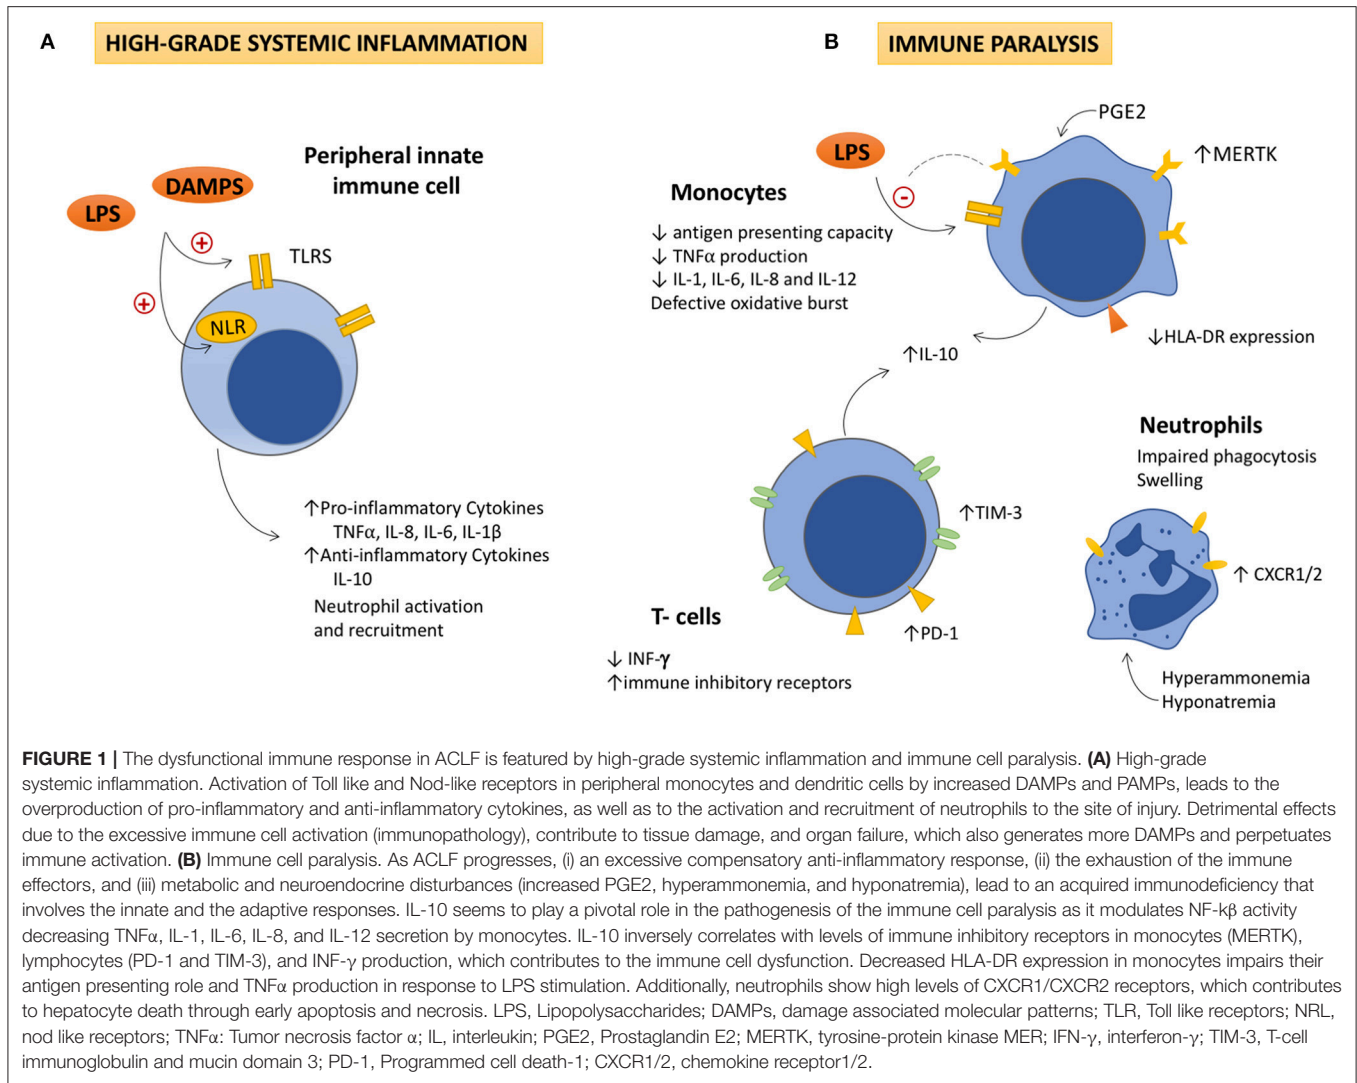 A
HIGH-GRADE SYSTEMIC INFLAMMATION
Peripheral innate
immune cell
DAMPS
LPS
+
TLRS
+
NLR
↑Pro-inflammatory Cytokines
TNFα, IL-8, IL-6, IL-1β
↑Anti-inflammatory Cytokines
IL-10
Neutrophil activation
and recruitment
B
IMMUNE PARALYSIS
PGE2
LPS
↑MERTK
-
Monocytes
↓ antigen presenting capacity
↓ TNFα production
↓ IL-1, IL-6, IL-8 and IL-12
Defective oxidative burst
↓HLA-DR expression
↑IL-10
Neutrophils
Impaired phagocytosis
Swelling
↑TIM-3
↑ CXCR1/2
T- cells
↑PD-1
↓ INF-γ
↑immune inhibitory receptors
Hyperammonemia
Hyponatremia
FIGURE 1 | The dysfunctional immune response in ACLF is featured by high-grade systemic inflammation and immune cell paralysis. (A) High-grade
systemic inflammation. Activation of Toll like and Nod-like receptors in peripheral monocytes and dendritic cells by increased DAMPs and PAMPs, leads to the
overproduction of pro-inflammatory and anti-inflammatory cytokines, as well as to the activation and recruitment of neutrophils to the site of injury. Detrimental effects
due to the excessive immune cell activation (immunopathology), contribute to tissue damage, and organ failure, which also generates more DAMPs and perpetuates
immune activation. (B) Immune cell paralysis. As ACLF progresses, (i) an excessive compensatory anti-inflammatory response, (ii) the exhaustion of the immune
effectors, and (iii) metabolic and neuroendocrine disturbances (increased PGE2, hyperammonemia, and hyponatremia), lead to an acquired immunodeficiency that
involves the innate and the adaptive responses. IL-10 seems to play a pivotal role in the pathogenesis of the immune cell paralysis as it modulates NF-kβ activity
decreasing TNFα, IL-1, IL-6, IL-8, and IL-12 secretion by monocytes. IL-10 inversely correlates with levels of immune inhibitory receptors in monocytes (MERTK),
lymphocytes (PD-1 and TIM-3), and INF-γ production, which contributes to the immune cell dysfunction. Decreased HLA-DR expression in monocytes impairs their
antigen presenting role and TNFα production in response to LPS stimulation. Additionally, neutrophils show high levels of CXCR1/CXCR2 receptors, which contributes
to hepatocyte death through early apoptosis and necrosis. LPS, Lipopolysaccharides; DAMPs, damage associated molecular patterns; TLR, Toll like receptors; NRL,
nod like receptors; TNFα: Tumor necrosis factor α; IL, interleukin; PGE2, Prostaglandin E2; MERTK, tyrosine-protein kinase MER; IFN-γ, interferon-γ; TIM-3, T-cell
immunoglobulin and mucin domain 3; PD-1, Programmed cell death-1; CXCR1/2, chemokine receptor1/2.